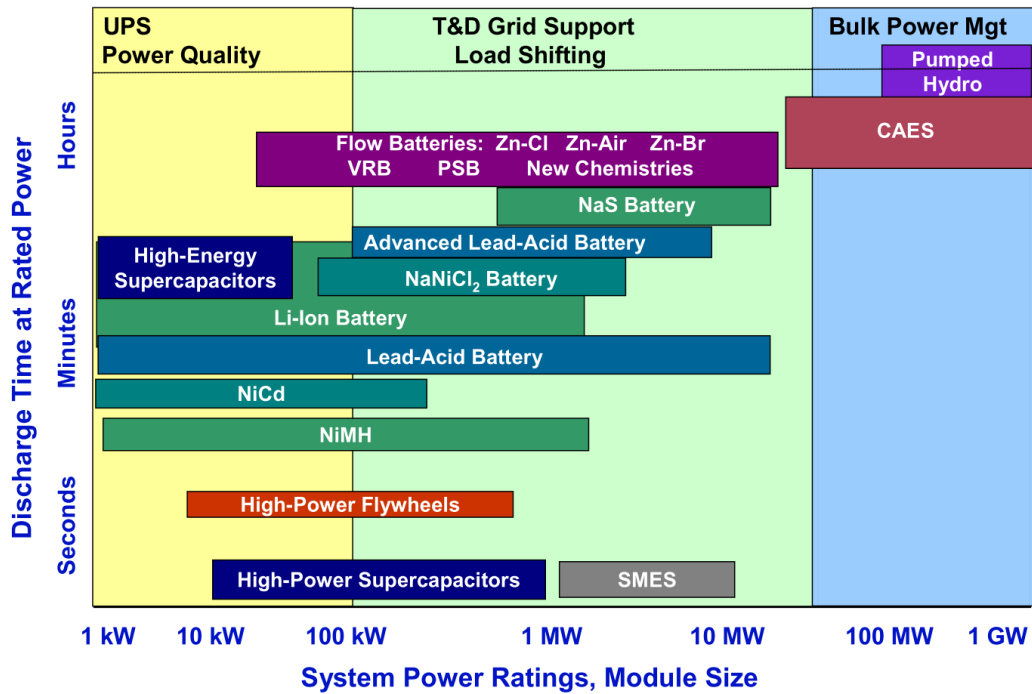 UPS
Power Quality
T&D Grid Support
Load Shifting
Bulk Power Mgt
Pumped
Hydro
CAES
Flow Batteries: Zn-Cl Zn-Air Zn-Br
VRB PSB New Chemistries
NaS Battery
Advanced Lead-Acid Battery
High-Energy
Supercapacitors
NaNiCl₂ Battery
Li-Ion Battery
Lead-Acid Battery
NiCd
NiMH
High-Power Flywheels
High-Power Supercapacitors
SMES
Discharge Time at Rated Power
Hours
Minutes
Seconds
1 kW 10 kW 100 kW 1 MW 10 MW 100 MW 1 GW
System Power Ratings, Module Size